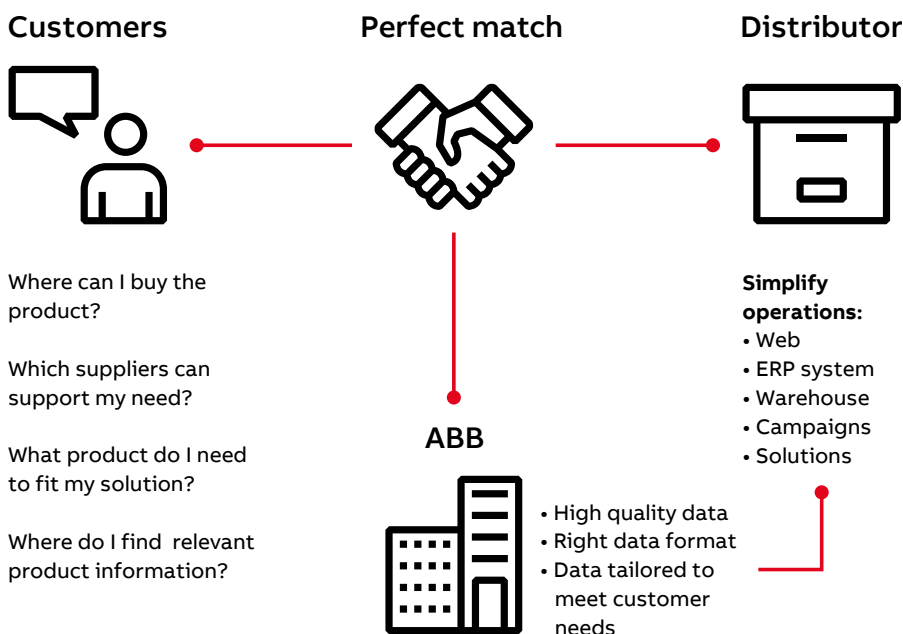 Customers
Perfect match
Distributor
Where can I buy the
product?
Which suppliers can
support my need?
What product do I need
to fit my solution?
Where do I find  relevant
product information?
ABB
• High quality data
• Right data format
• Data tailored to
meet customer
needs
Simplify
operations:
• Web
• ERP system
• Warehouse
• Campaigns
• Solutions